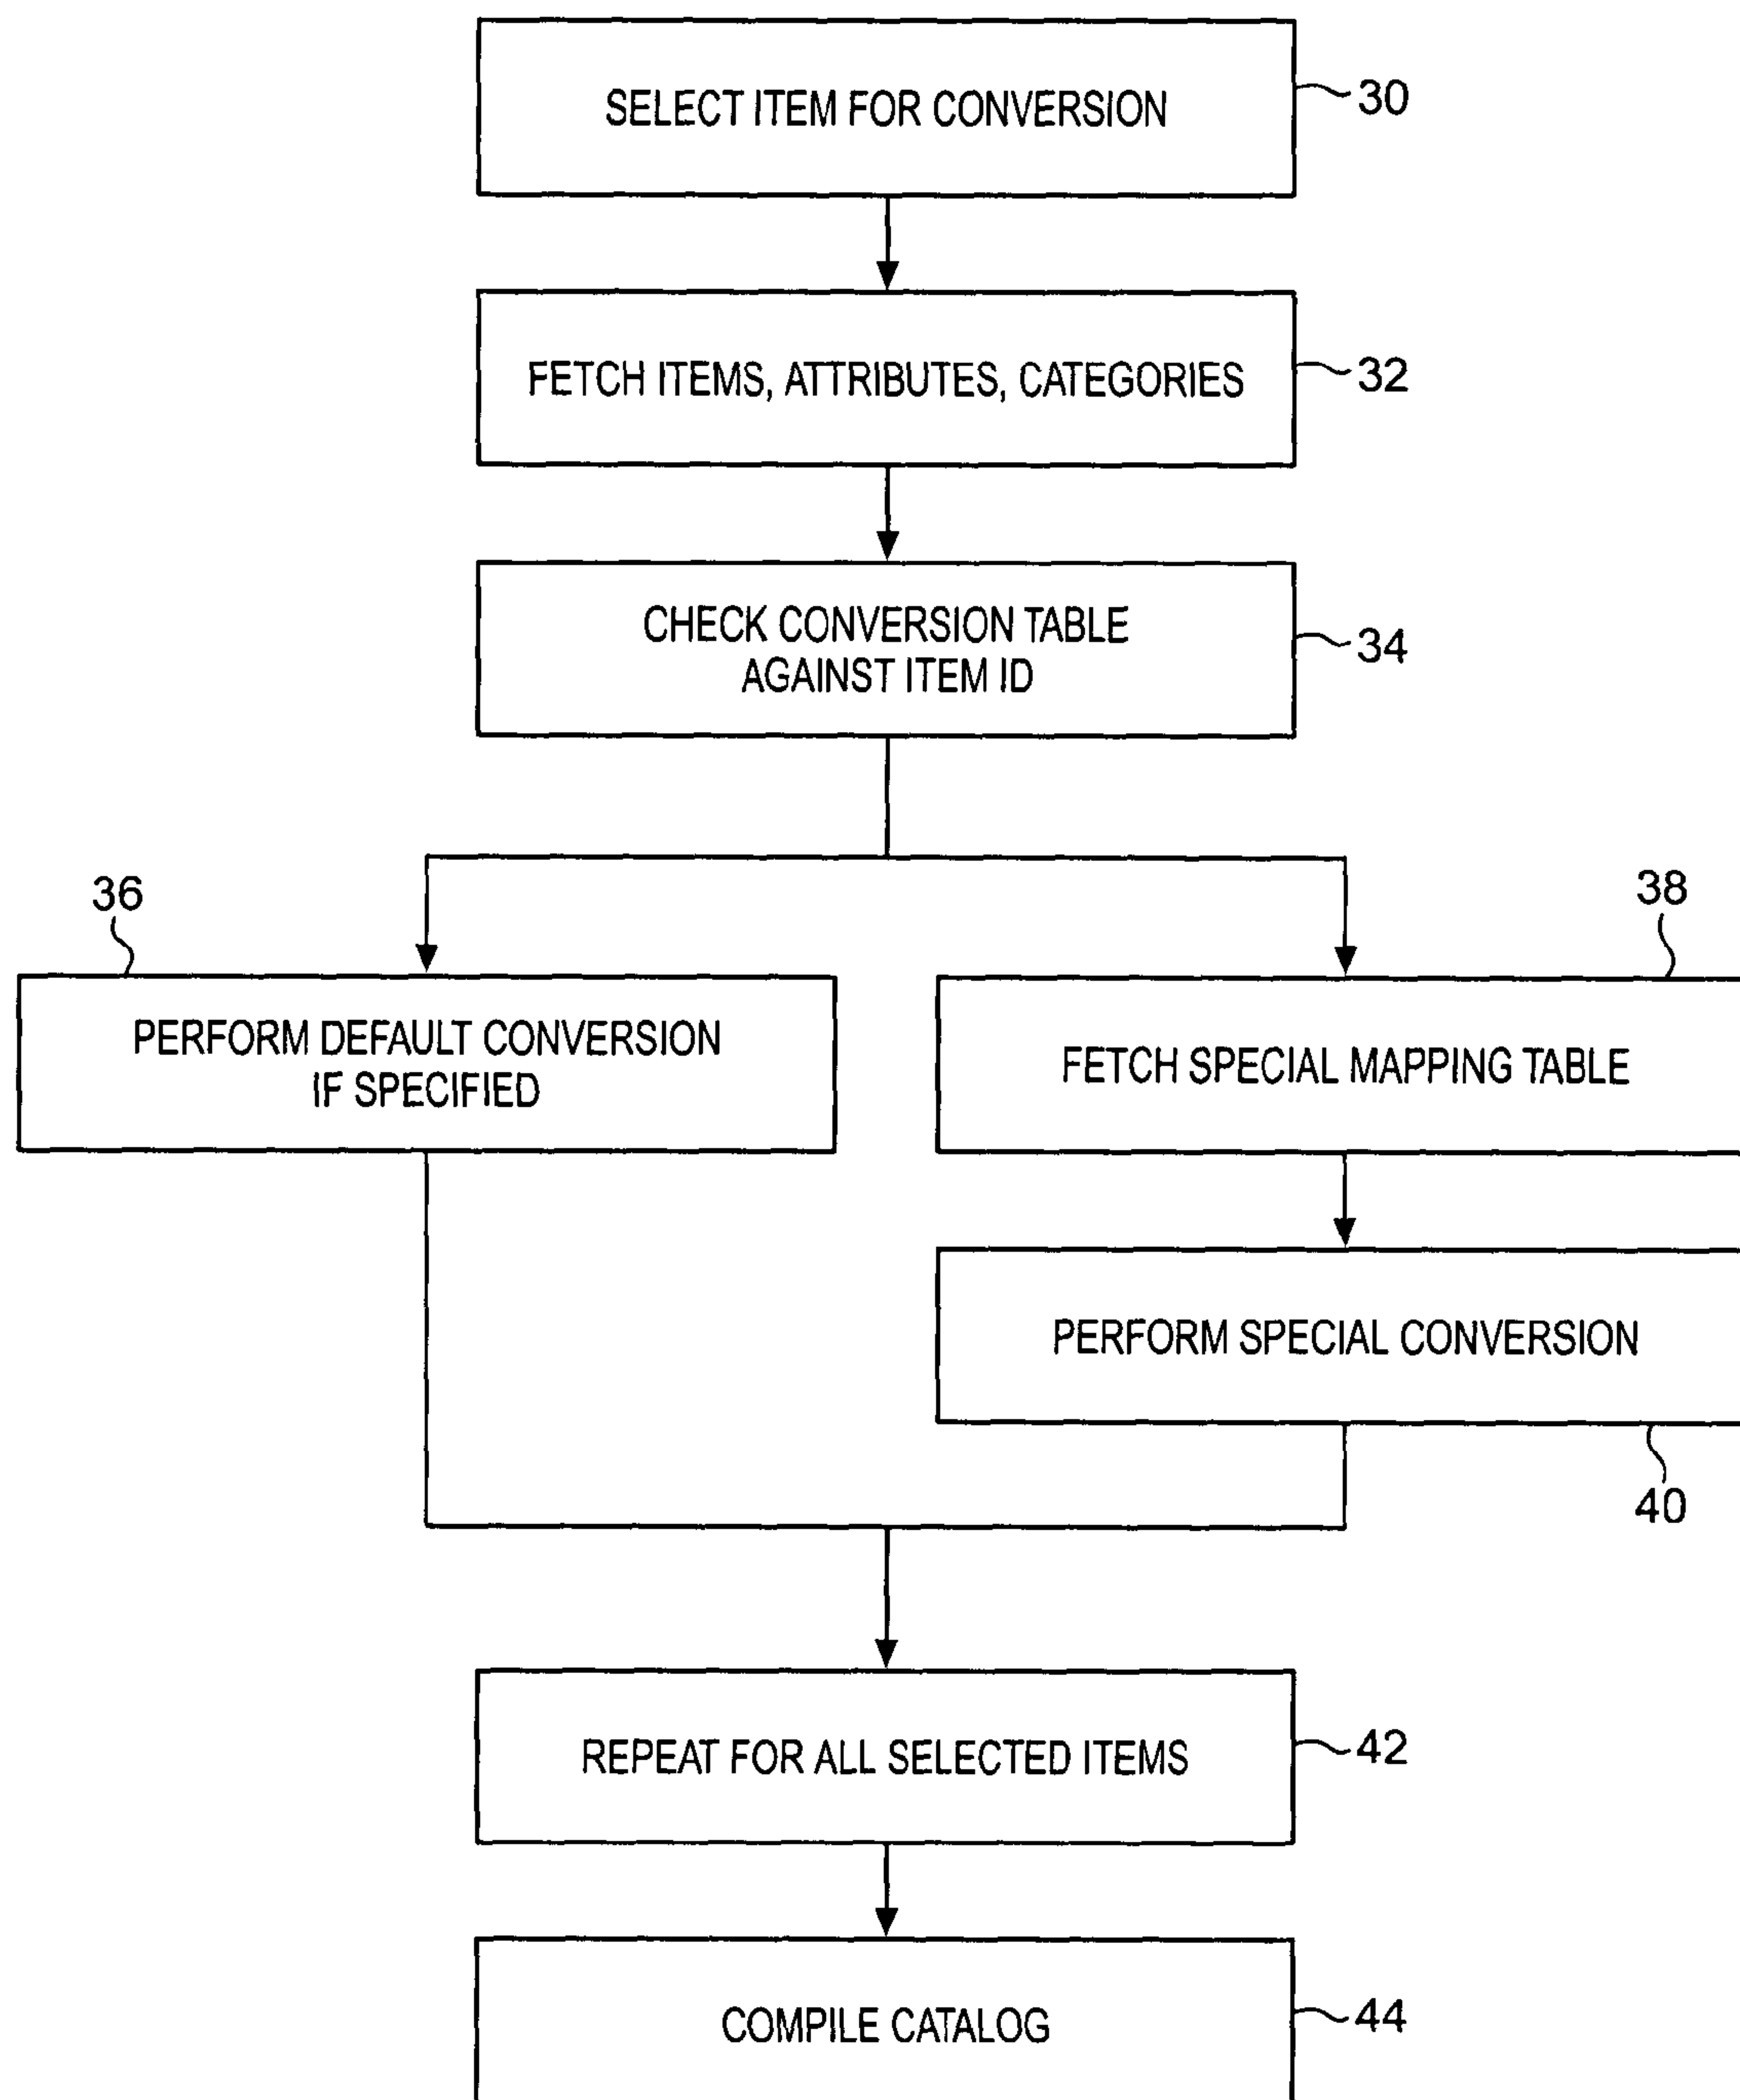 SELECT ITEM FOR CONVERSION
30
FETCH ITEMS, ATTRIBUTES, CATEGORIES
32
CHECK CONVERSION TABLE
AGAINST ITEM ID
34
36
38
PERFORM DEFAULT CONVERSION
IF SPECIFIED
FETCH SPECIAL MAPPING TABLE
PERFORM SPECIAL CONVERSION
40
REPEAT FOR ALL SELECTED ITEMS
42
COMPILE CATALOG
44